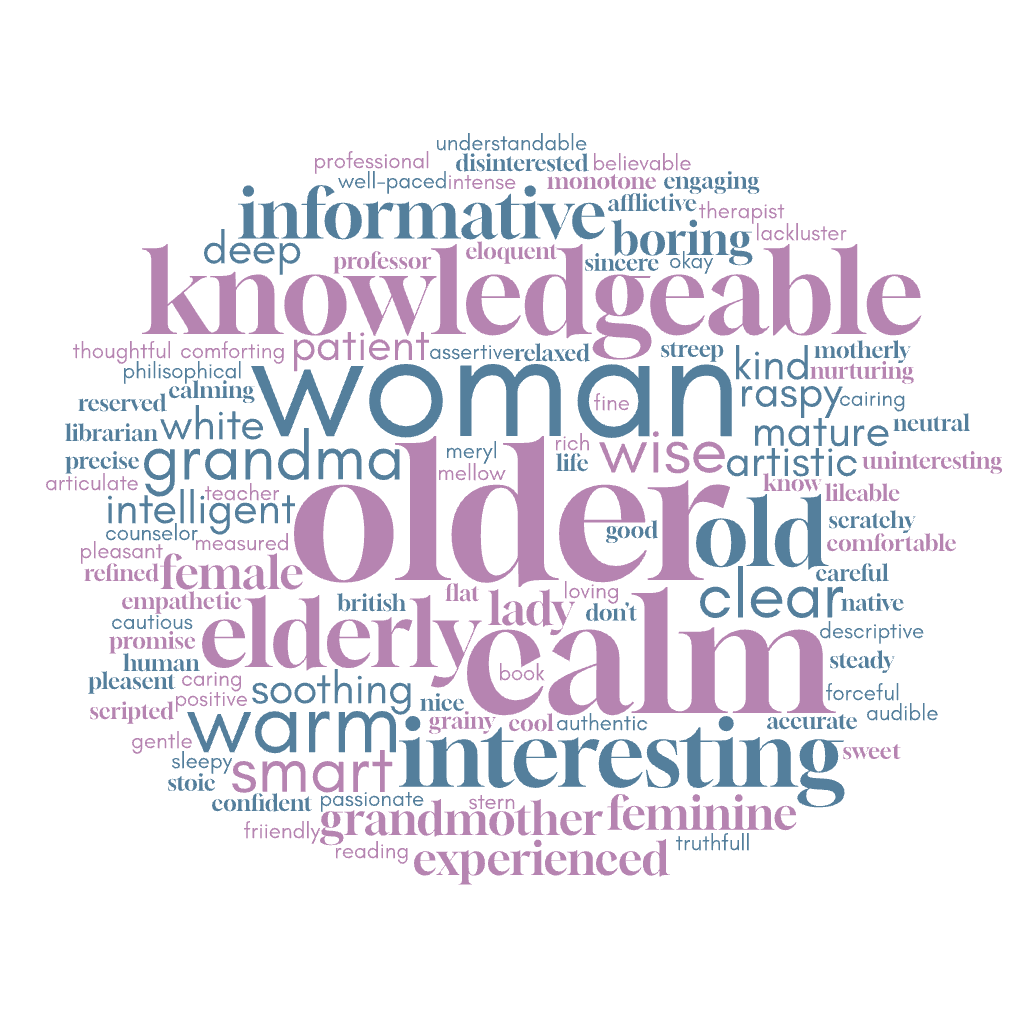 understandable
professional disinterested believable
well-paced intense monotone engaging
informative afflictive therapist
deep boring lackluster
professor eloquent sincere okay
knowledgeable
thoughtful comforting patient assertive relaxed streep kind motherly
philisophical woman nurturing
reserved calming fine raspy cairing
librarian white mature neutral
precise grandma meryl rich life wise artistic uninteresting
articulate teacher mellow know lileable
intelligent older good old scratchy
counselor measured comfortable
pleasant
refined female careful
empathetic british flat loving clear native
cautious elderly lady don't descriptive
promise calm
human steady
pleasent caring book
positive soothing nice forceful
scripted warm grainy cool authentic accurate audible
gentle interesting sweet
sleepy smart
stoic
confident passionate stern feminine
friiendly grandmother
reading experienced truthfull